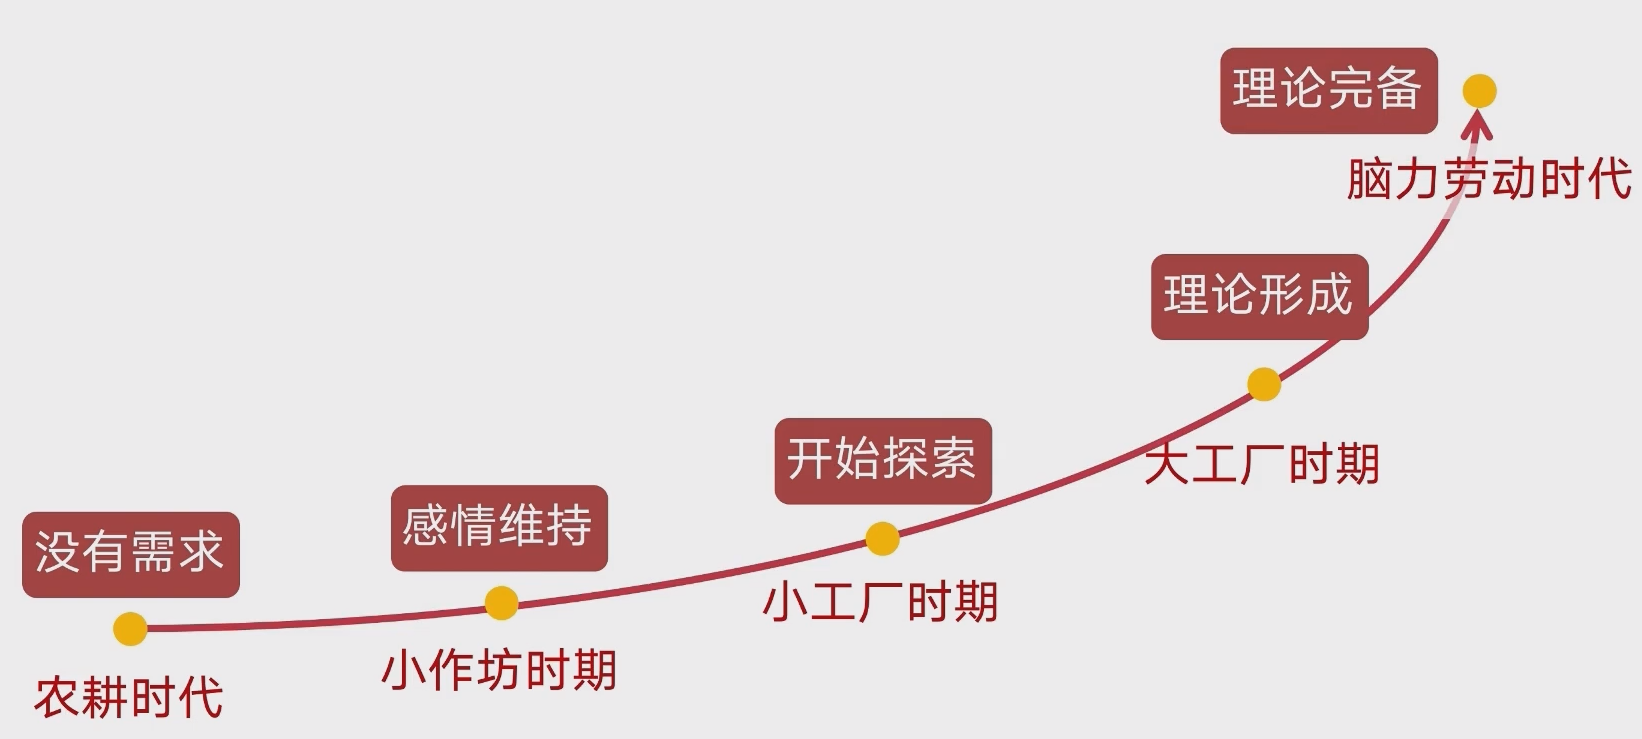 没有需求
农耕时代
感情维持
小作坊时期
开始探索
小工厂时期
理论形成
大工厂时期
理论完备
脑力劳动时代